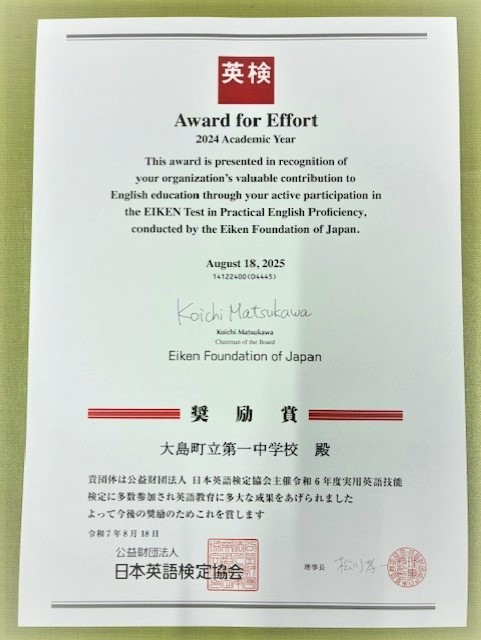 英検
Award for Effort
2024 Academic Year
This award is presented in recognition of
your organization's valuable contribution to
English education through your active participation in
the EIKEN Test in Practical English Proficiency,
conducted by the Eiken Foundation of Japan.
August 18, 2025
14122400(04445)
Koichi Matsukawa
Koichi Matsukawa
Chairman of the Board
Eiken Foundation of Japan
奨励賞
大島町立第一中学校 殿
貴団体は公益財団法人 日本英語検定協会主催令和6年度実用英語技能
検定に多数参加され英語教育に多大な成果をあげられました
よって今後の奨励のためこれを賞します
令和7年8月18日
公益財団法人
日本英語検定協会
理事長 松川孝一